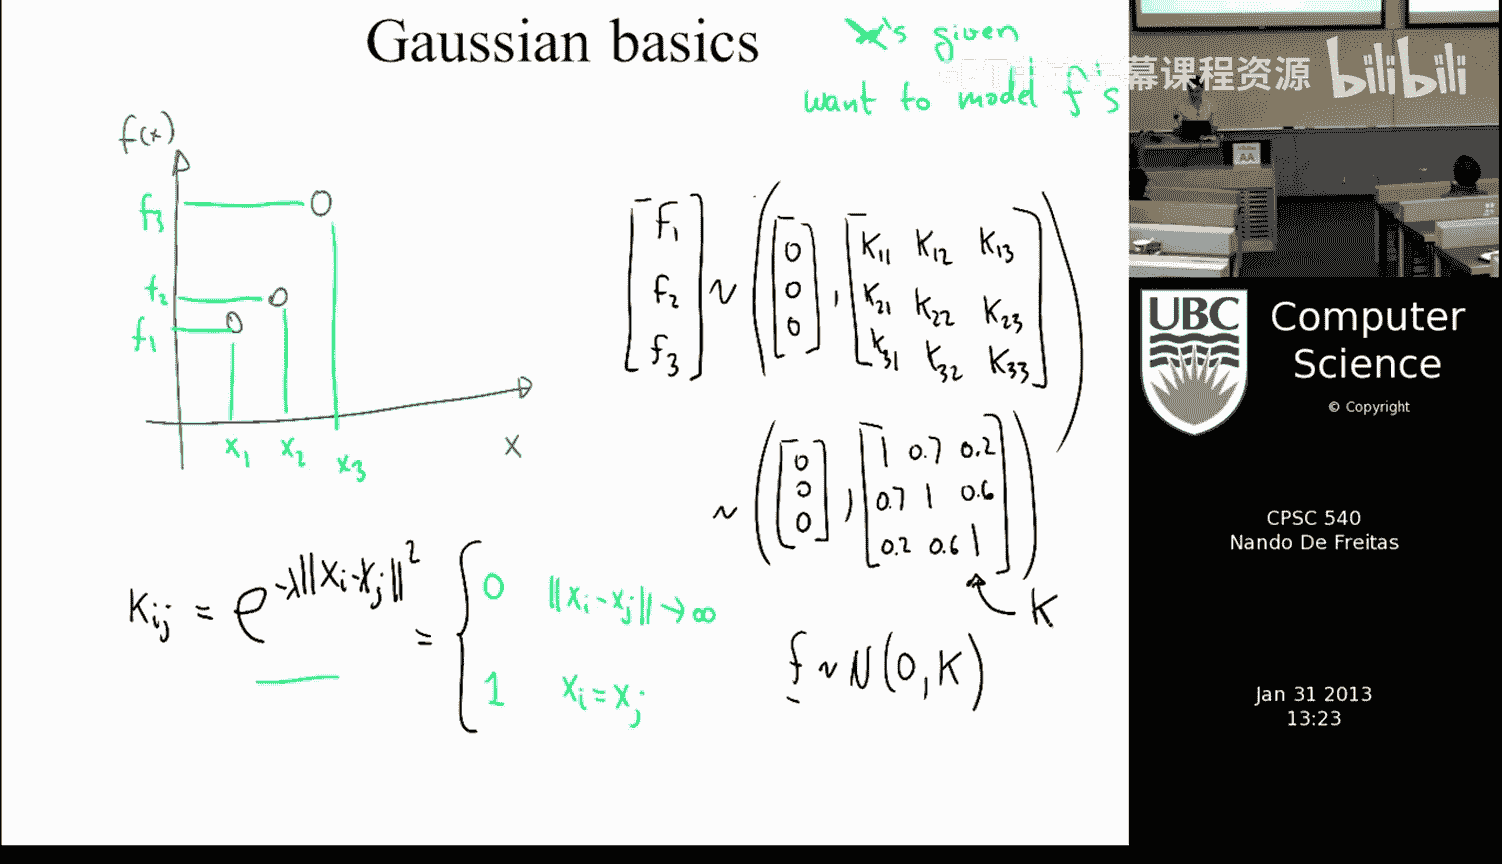 Gaussian basics
x's given
want to model f's
f(x)
f3
f2
f1
x1 x2 x3
x
[f1 f2 f3] ~ ([0 0 0], [K11 K12 K13
K21 K22 K23
K31 K32 K33])
~ ([0 0 0], [1 0.7 0.2
0.7 1 0.6
0.2 0.6 1])
K
Kij = e^{-λ||xi-xj||^2} = { 0 ||xi-xj||→∞
1 xi=xj
f ~ N(0,K)
幕课程资源 bilibili
AA
UBC
Computer
Science
© Copyright
CPSC 540
Nando De Freitas
Jan 31 2013
13:23